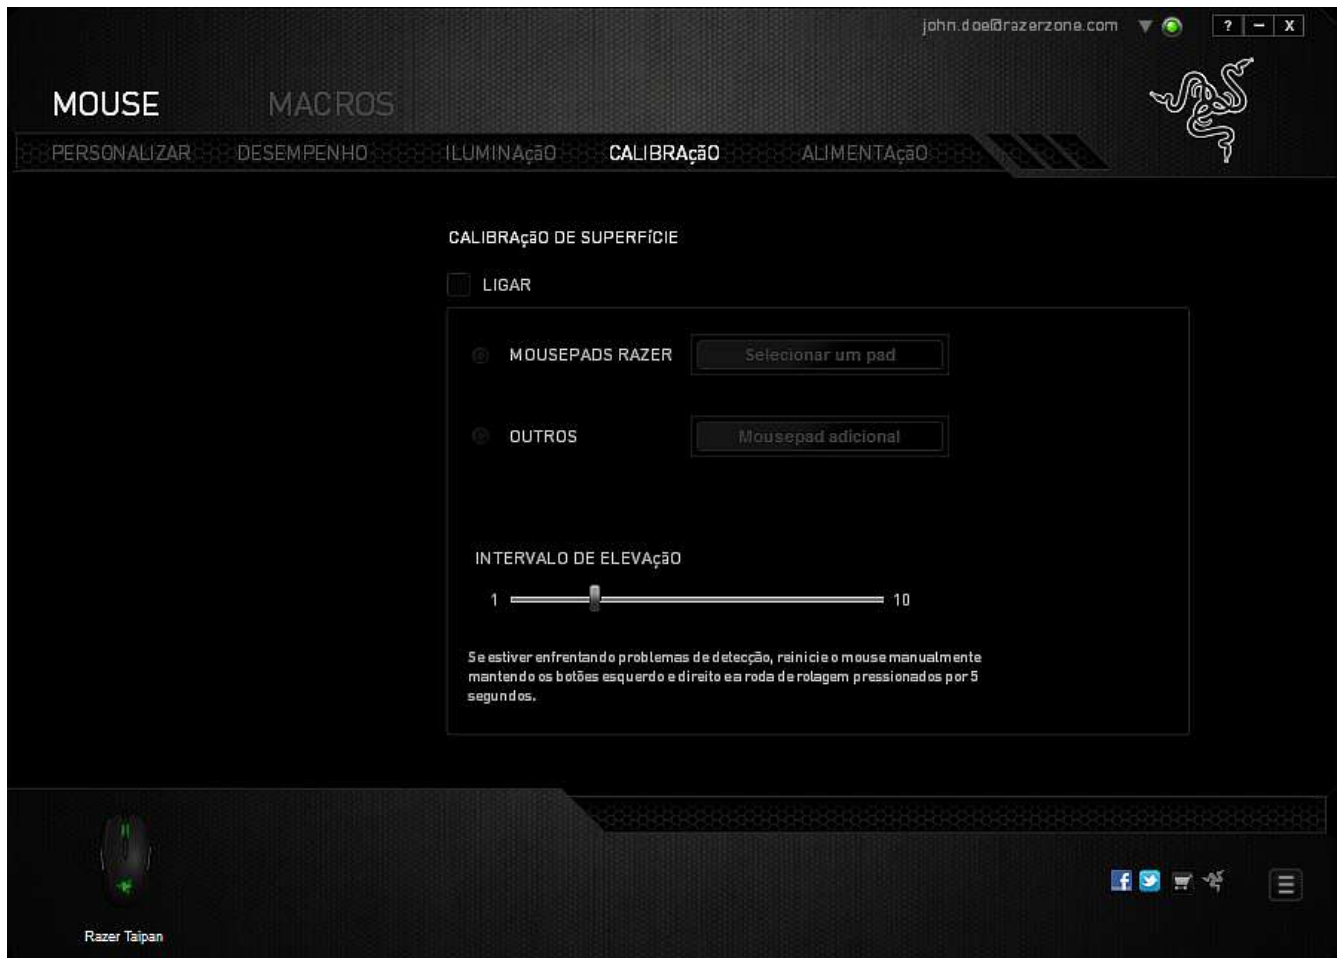 john.doe@razerzone.com
? – X
MOUSE MACROS
PERSONALIZAR DESEMPENHO ILUMINAçãO CALIBRAçãO ALIMENTAçãO
CALIBRAçãO DE SUPERFíCIE
LIGAR
MOUSEPADS RAZER Selecionar um pad
OUTROS Mousepad adicional
INTERVALO DE ELEVAçãO
1 10
Se estiver enfrentando problemas de detecção, reinicie o mouse manualmente
mantendo os botões esquerdo e direito e a roda de rolagem pressionados por 5
segundos.
Razer Taipan